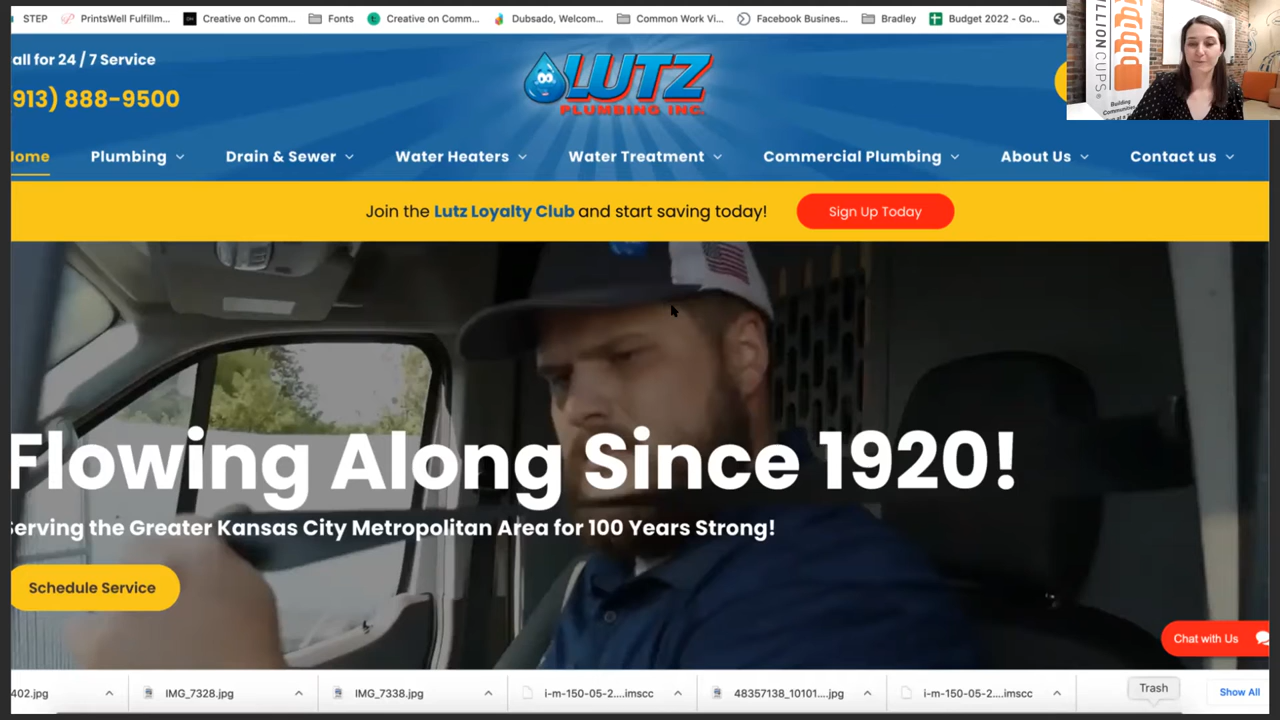 STEP PrintsWell Fulfillm... Creative on Comm... Fonts Creative on Comm... Dubsado, Welcom... Common Work Vi... Facebook Busines... Bradley Budget 2022 - Go...
all for 24 / 7 Service
913) 888-9500
LUTZ
PLUMBING INC.
Home Plumbing Drain & Sewer Water Heaters Water Treatment Commercial Plumbing About Us Contact us
Join the Lutz Loyalty Club and start saving today! Sign Up Today
Flowing Along Since 1920!
Serving the Greater Kansas City Metropolitan Area for 100 Years Strong!
Schedule Service
Chat with Us
402.jpg IMG_7328.jpg IMG_7338.jpg i-m-150-05-2....imscc 48357138_10101....jpg i-m-150-05-2....imscc Show All
Trash
LLION CUPS®
Building
Communities